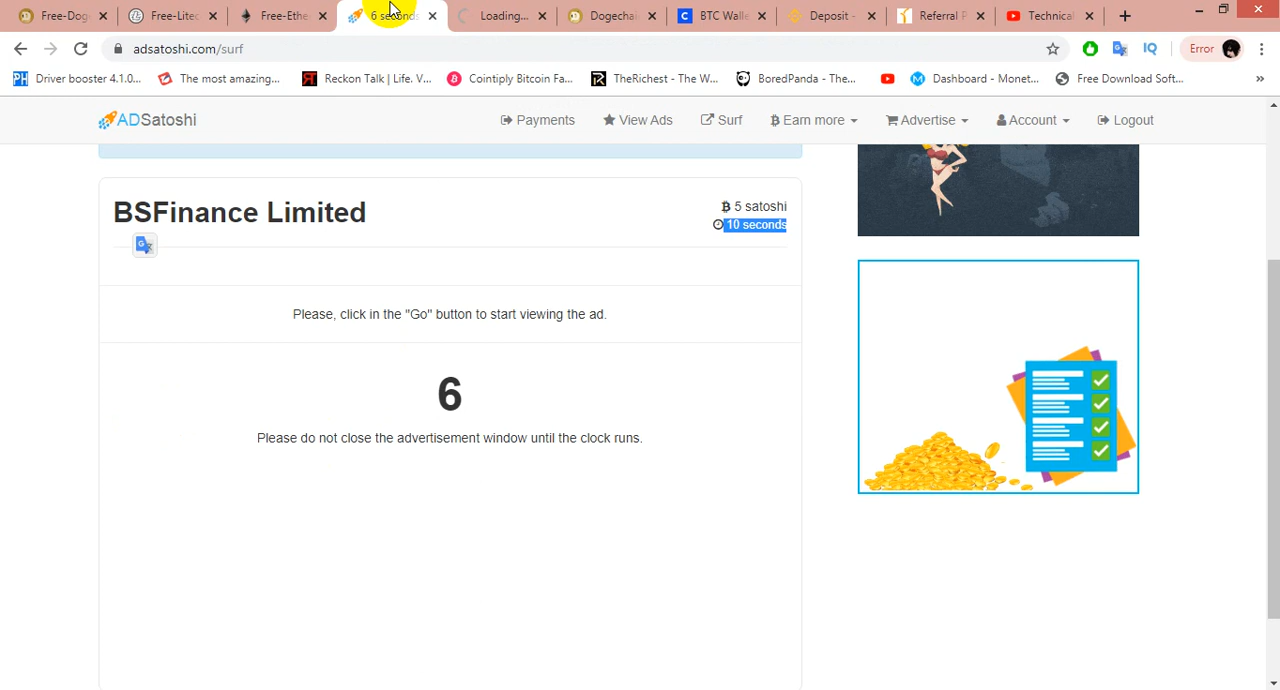 Free-Dog
Free-Litec
Free-Ethe
6 second
Loading...
Dogechai
BTC Walle
Deposit -
Referral P
Technical
adsatoshi.com/surf
Error
Driver booster 4.1.0...
The most amazing...
Reckon Talk | Life. V...
Cointiply Bitcoin Fa...
TheRichest - The W...
BoredPanda - The...
Dashboard - Monet...
Free Download Soft...
ADSatoshi
Payments
View Ads
Surf
Earn more
Advertise
Account
Logout
BSFinance Limited
5 satoshi
10 seconds
Please, click in the "Go" button to start viewing the ad.
6
Please do not close the advertisement window until the clock runs.